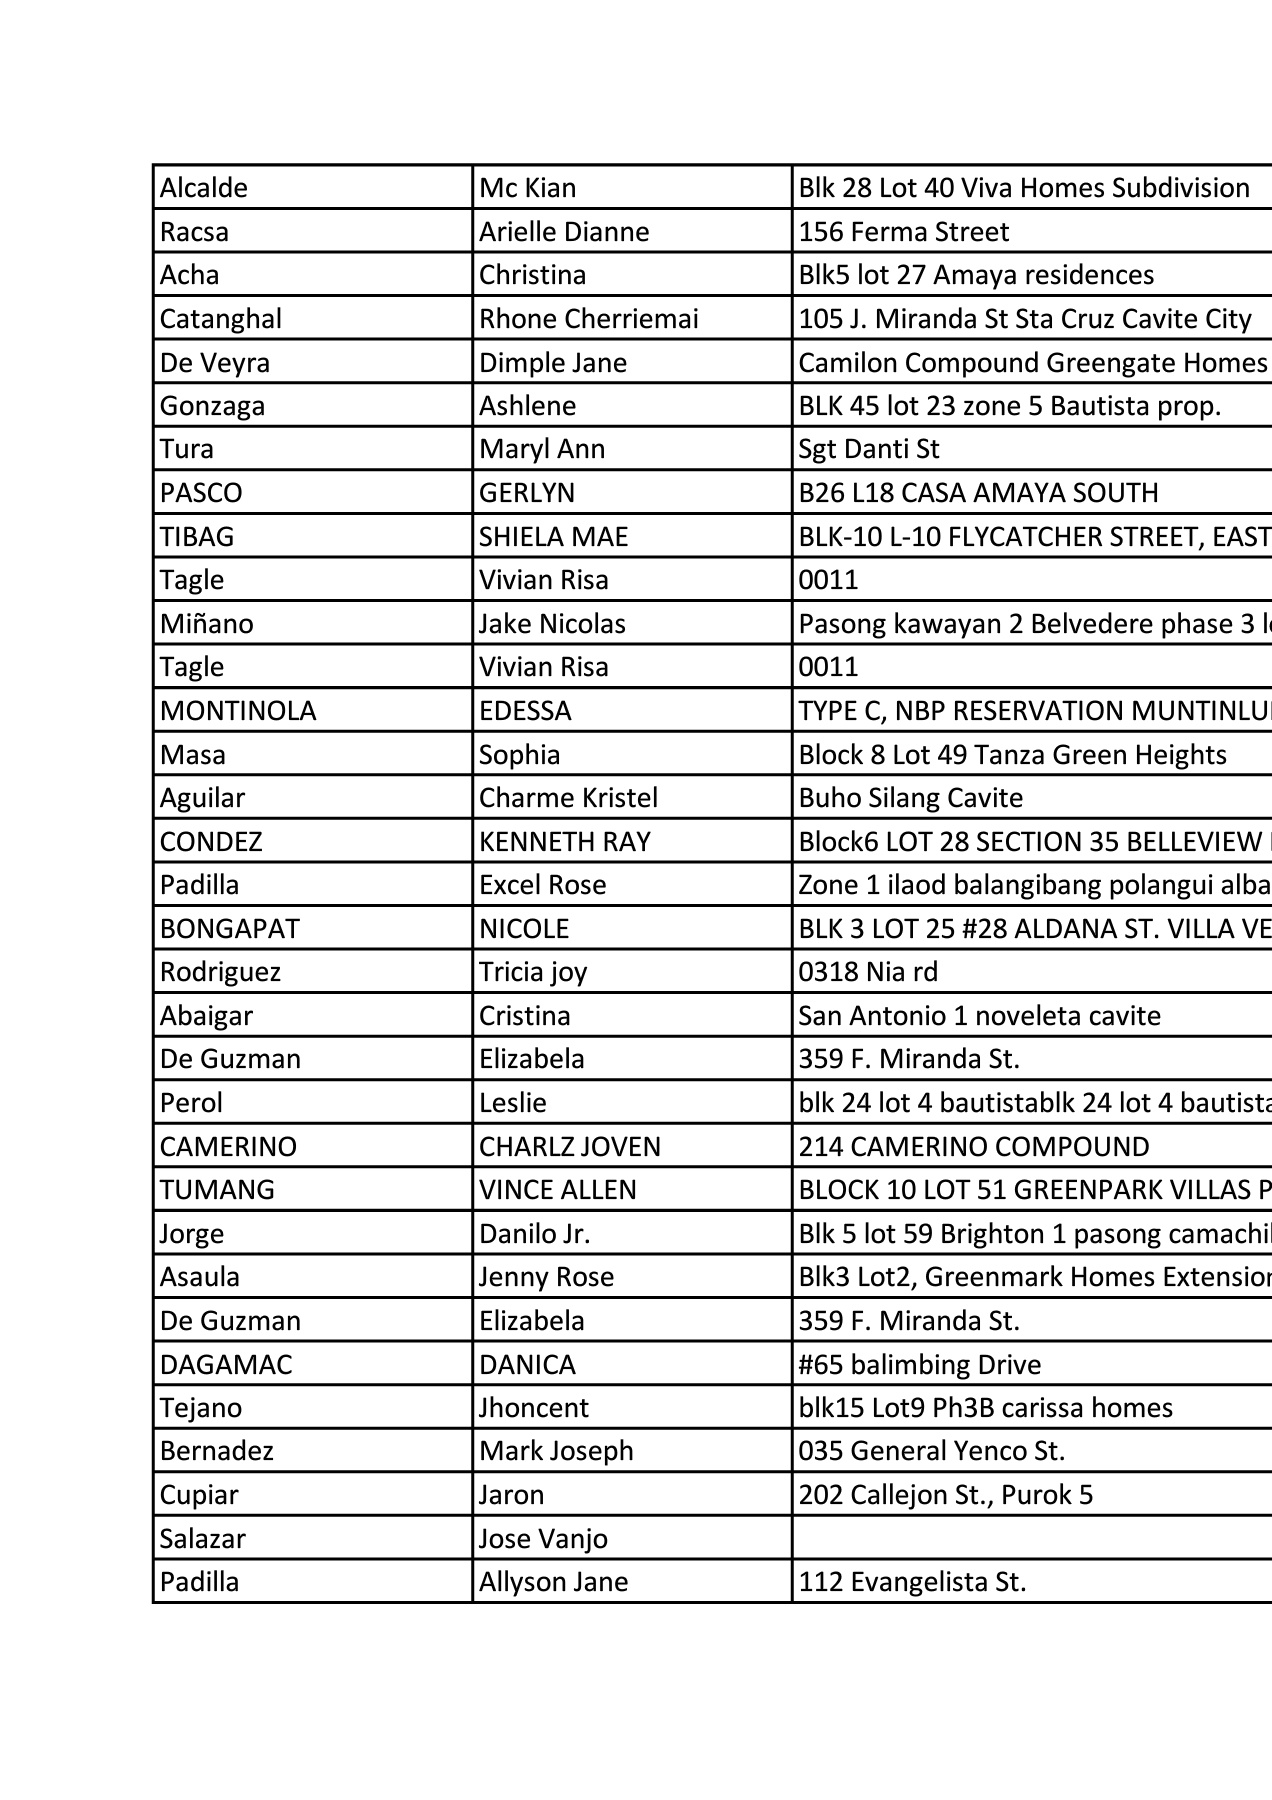 Alcalde Mc Kian Blk 28 Lot 40 Viva Homes Subdivision
Racsa Arielle Dianne 156 Ferma Street
Acha Christina Blk5 lot 27 Amaya residences
Catanghal Rhone Cherriemai 105 J. Miranda St Sta Cruz Cavite City
De Veyra Dimple Jane Camilon Compound Greengate Homes
Gonzaga Ashlene BLK 45 lot 23 zone 5 Bautista prop.
Tura Maryl Ann Sgt Danti St
PASCO GERLYN B26 L18 CASA AMAYA SOUTH
TIBAG SHIELA MAE BLK-10 L-10 FLYCATCHER STREET, EAST
Tagle Vivian Risa 0011
Miñano Jake Nicolas Pasong kawayan 2 Belvedere phase 3
Tagle Vivian Risa 0011
MONTINOLA EDESSA TYPE C, NBP RESERVATION
Masa Sophia Block 8 Lot 49 Tanza Green Heights
Aguilar Charme Kristel Buho Silang Cavite
CONDEZ KENNETH RAY Block6 LOT 28 SECTION 35 BELLEVIEW
Padilla Excel Rose Zone 1 ilaod balangibang polangui alba
BONGAPAT NICOLE BLK 3 LOT 25 #28 ALDANA ST. VILLA VE
Rodriguez Tricia joy 0318 Nia rd
Abaigar Cristina San Antonio 1 noveleta cavite
De Guzman Elizabela 359 F. Miranda St.
Perol Leslie blk 24 lot 4 bautistablk 24 lot 4 bautista
CAMERINO CHARLZ JOVEN 214 CAMERINO COMPOUND
TUMANG VINCE ALLEN BLOCK 10 LOT 51 GREENPARK VILLAS P
Jorge Danilo Jr. Blk 5 lot 59 Brighton 1 pasong camachil
Asaula Jenny Rose Blk3 Lot2, Greenmark Homes Extension
De Guzman Elizabela 359 F. Miranda St.
DAGAMAC DANICA #65 balimbing Drive
Tejano Jhoncent blk15 Lot9 Ph3B carissa homes
Bernadez Mark Joseph 035 General Yenco St.
Cupiar Jaron 202 Callejon St., Purok 5
Salazar Jose Vanjo
Padilla Allyson Jane 112 Evangelista St.